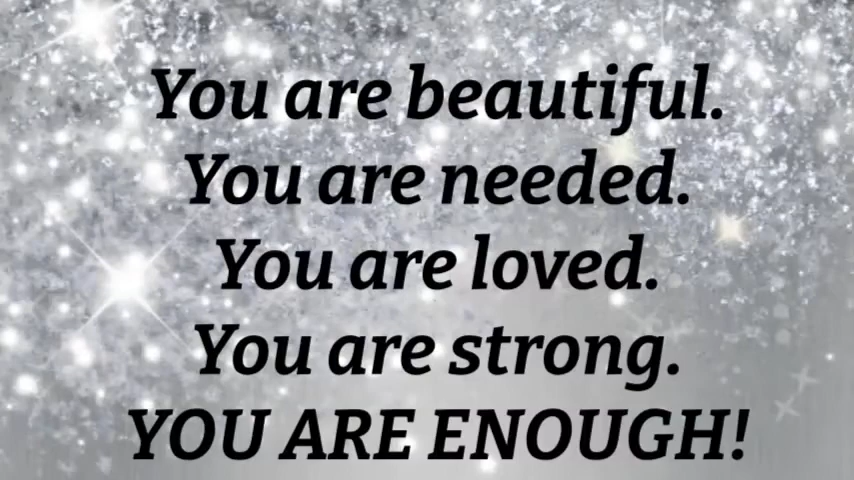 You are beautiful.
You are needed.
You are loved.
You are strong.
YOU ARE ENOUGH!